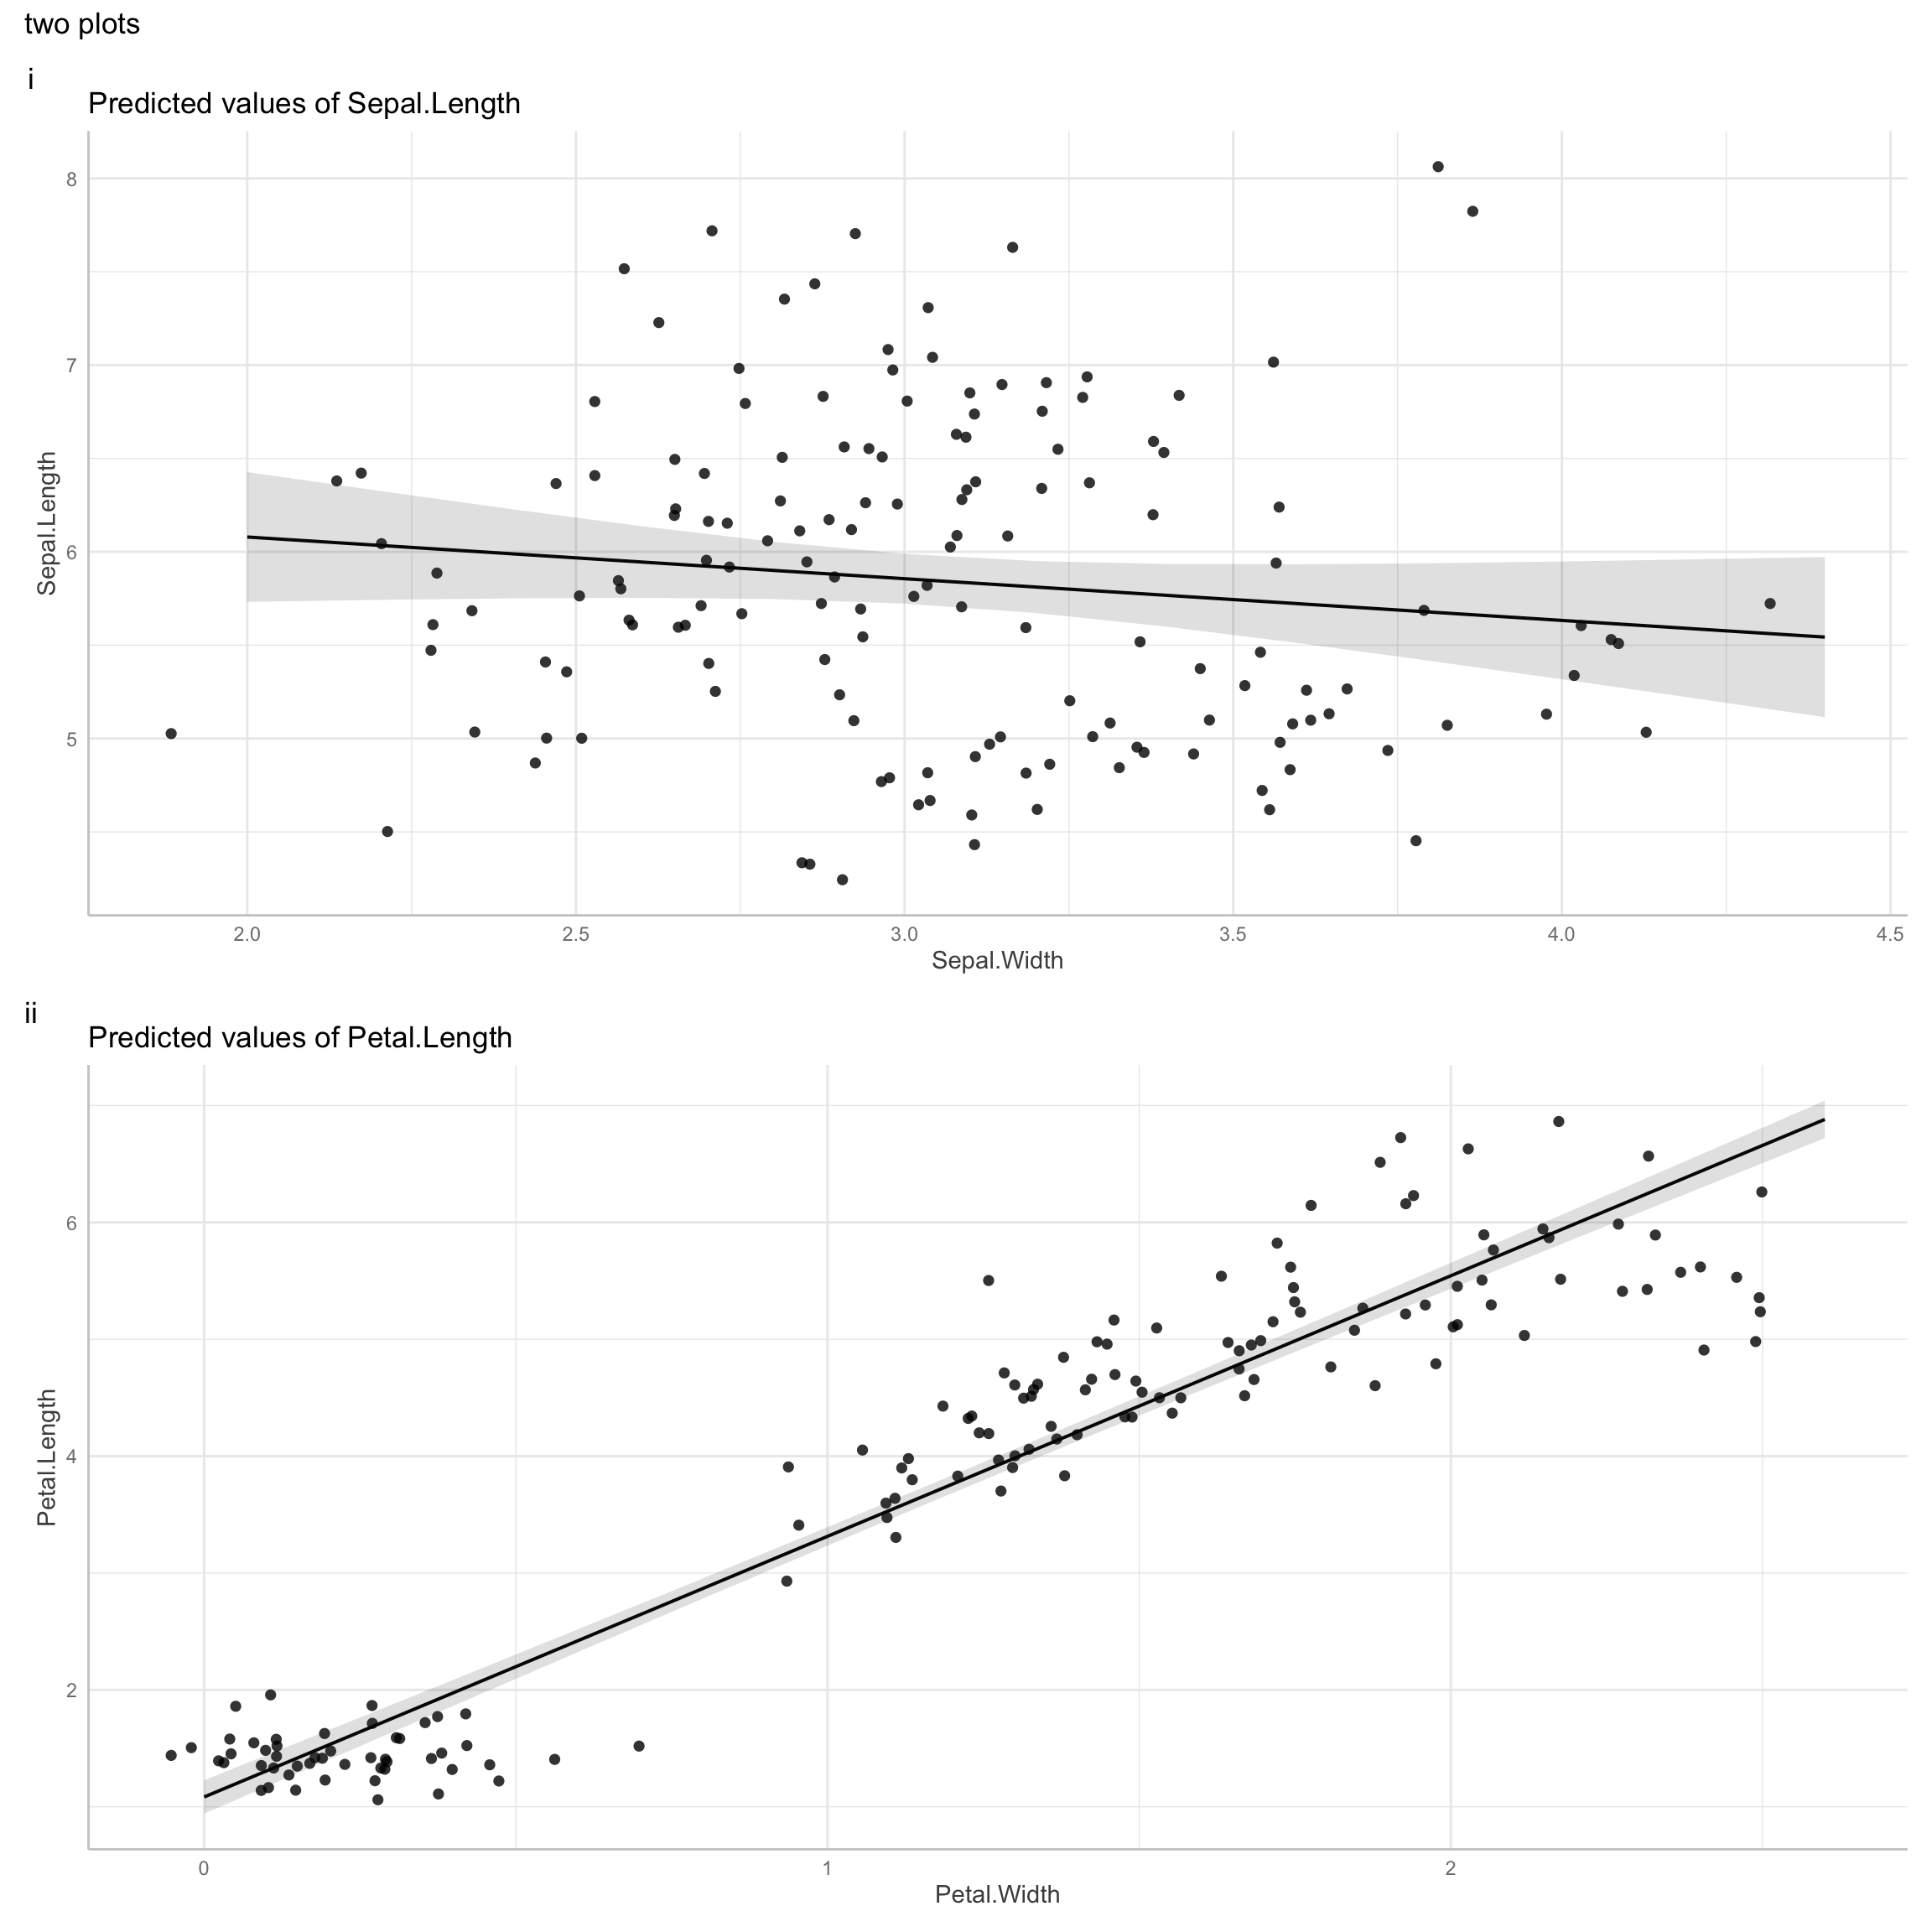 two plots
i
Predicted values of Sepal.Length
8
7
6
5
Sepal.Length
2.0 2.5 3.0 3.5 4.0 4.5
Sepal.Width
ii
Predicted values of Petal.Length
6
4
2
Petal.Length
0 1 2
Petal.Width